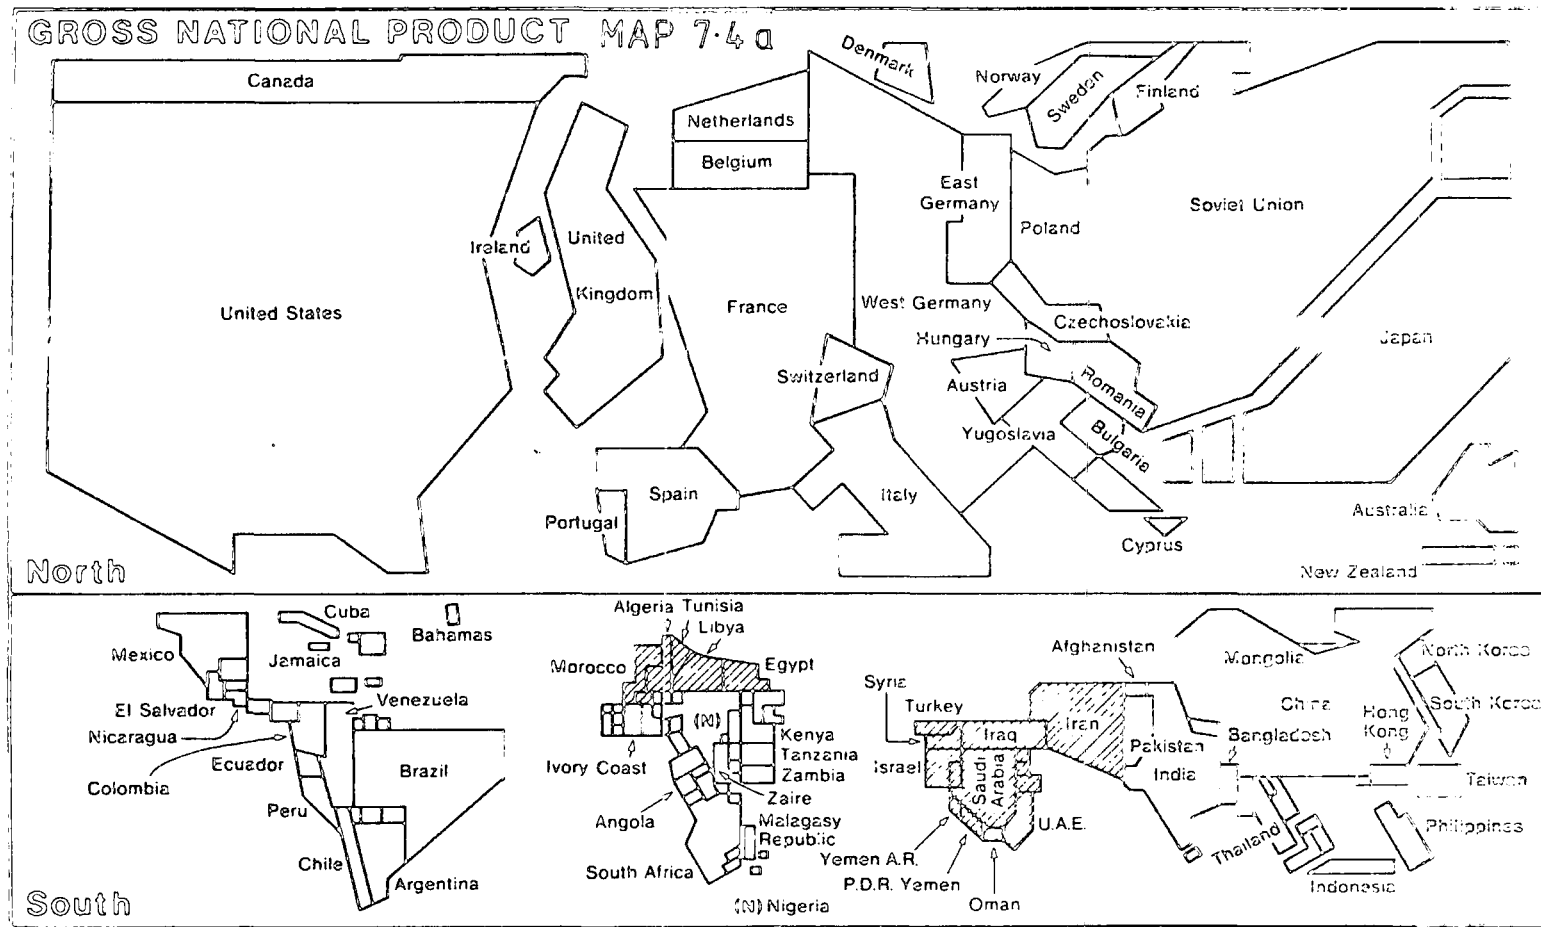 GROSS NATIONAL PRODUCT MAP 7·4a
Canada
Denmark
Norway
Sweden
Finland
Netherlands
Belgium
East
Germany
Soviet Union
Poland
Ireland
United
Kingdom
United States
France
West Germany
Czechoslovakia
Hungary
Japan
Switzerland
Austria
Romania
Yugoslavia
Bulgaria
Spain
Italy
Portugal
Australia
Cyprus
New Zealand
North
Cuba
Bahamas
Mexico
Jamaica
Venezuela
El Salvador
Nicaragua
Ecuador
Colombia
Brazil
Peru
Chile
Argentina
Algeria Tunisia
Libya
Morocco
Egypt
(N)
Kenya
Tanzania
Zambia
Ivory Coast
Zaire
Angola
Malagasy
Republic
South Africa
(N) Nigeria
Syria
Turkey
Iraq
Iran
Israel
Saudi
Arabia
U.A.E.
Yemen A.R.
P.D.R. Yemen
Oman
Afghanistan
Mongolia
North Korea
China
South Korea
Hong
Kong
Bangladesh
Pakistan
India
Taiwan
Thailand
Philippines
Indonesia
South